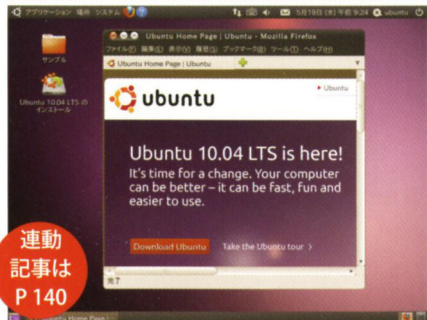 アプリケーション 場所 システム
5月19日 (水) 午前 9:24 ubuntu
サンプル
Ubuntu 10.04 LTS の
インストール
Ubuntu Home Page | Ubuntu - Mozilla Firefox
ファイル(F) 編集(E) 表示(V) 履歴(S) ブックマーク(B) ツール(T) ヘルプ(H)
Ubuntu Home Page | Ubuntu
ubuntu
Ubuntu
Ubuntu 10.04 LTS is here!
It's time for a change. Your computer
can be better – it can be fast, fun and
easier to use.
Download Ubuntu Take the Ubuntu tour >
完了
連動
記事は
P 140
Ubuntu Home Page